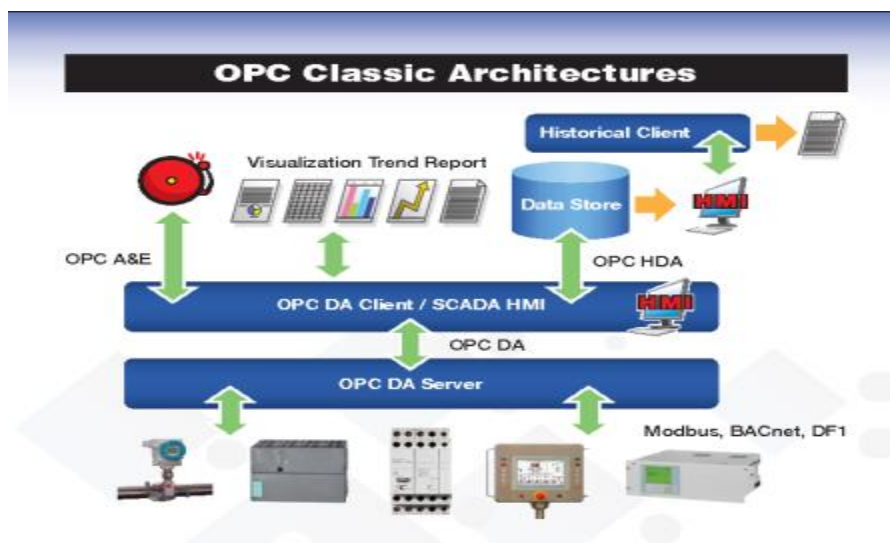 OPC Classic Architectures
Historical Client
Visualization Trend Report
Data Store
HMI
OPC A&E
OPC HDA
OPC DA Client / SCADA HMI
HMI
OPC DA
OPC DA Server
Modbus, BACnet, DF1